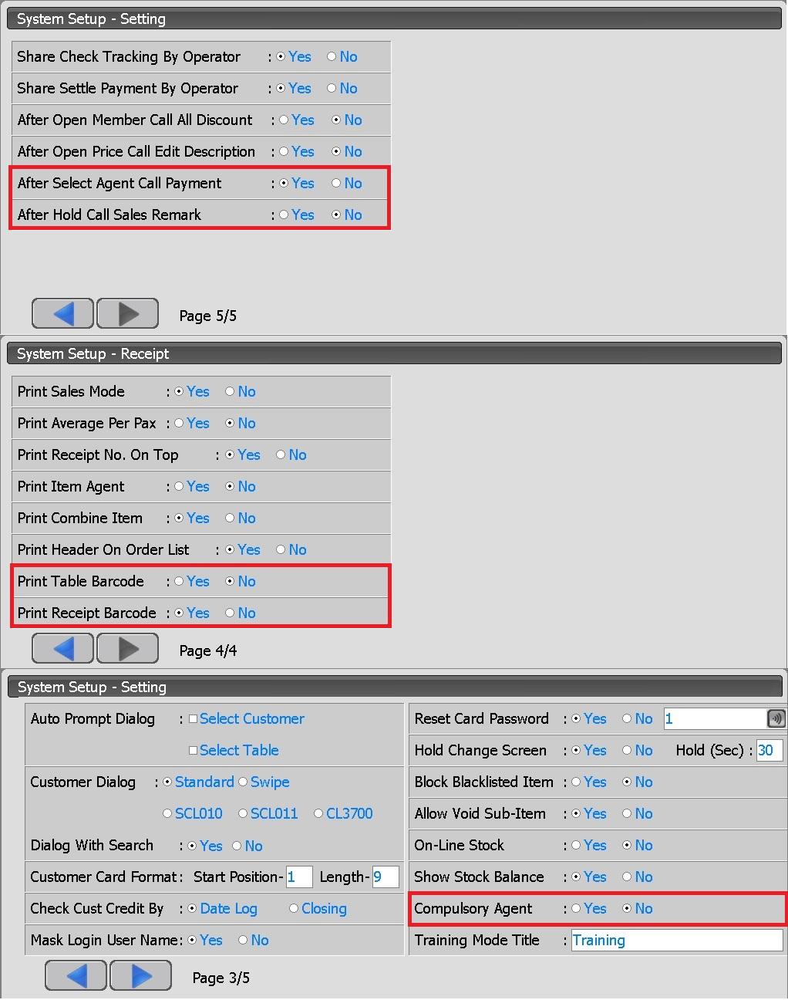 System Setup - Setting
Share Check Tracking By Operator : Yes No
Share Settle Payment By Operator : Yes No
After Open Member Call All Discount : Yes No
After Open Price Call Edit Description : Yes No
After Select Agent Call Payment : Yes No
After Hold Call Sales Remark : Yes No
Page 5/5
System Setup - Receipt
Print Sales Mode : Yes No
Print Average Per Pax : Yes No
Print Receipt No. On Top : Yes No
Print Item Agent : Yes No
Print Combine Item : Yes No
Print Header On Order List : Yes No
Print Table Barcode : Yes No
Print Receipt Barcode : Yes No
Page 4/4
System Setup - Setting
Auto Prompt Dialog : Select Customer
Select Table
Customer Dialog : Standard Swipe
SCL010 SCL011 CL3700
Dialog With Search : Yes No
Customer Card Format : Start Position- 1 Length- 9
Check Cust Credit By : Date Log Closing
Mask Login User Name : Yes No
Reset Card Password : Yes No 1
Hold Change Screen : Yes No Hold (Sec) : 30
Block Blacklisted Item : Yes No
Allow Void Sub-Item : Yes No
On-Line Stock : Yes No
Show Stock Balance : Yes No
Compulsory Agent : Yes No
Training Mode Title : Training
Page 3/5